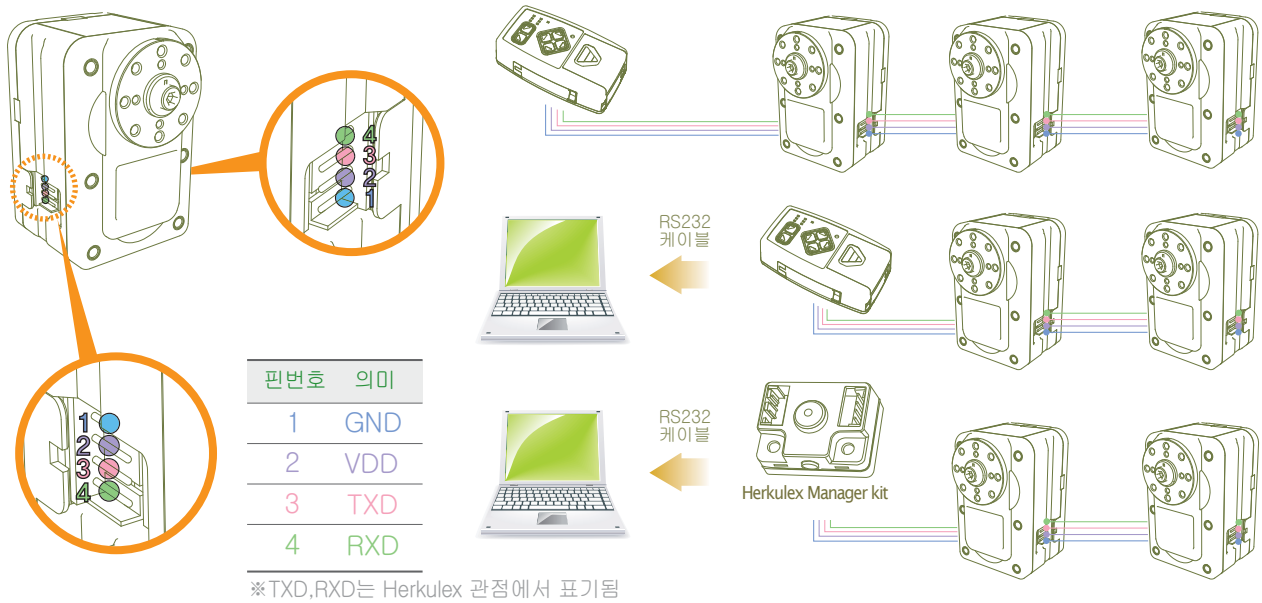 4
3
2
1
1
2
3
4
핀번호 의미
1 GND
2 VDD
3 TXD
4 RXD
※TXD,RXD는 Herkulex 관점에서 표기됨
RS232
케이블
RS232
케이블
Herkulex Manager kit